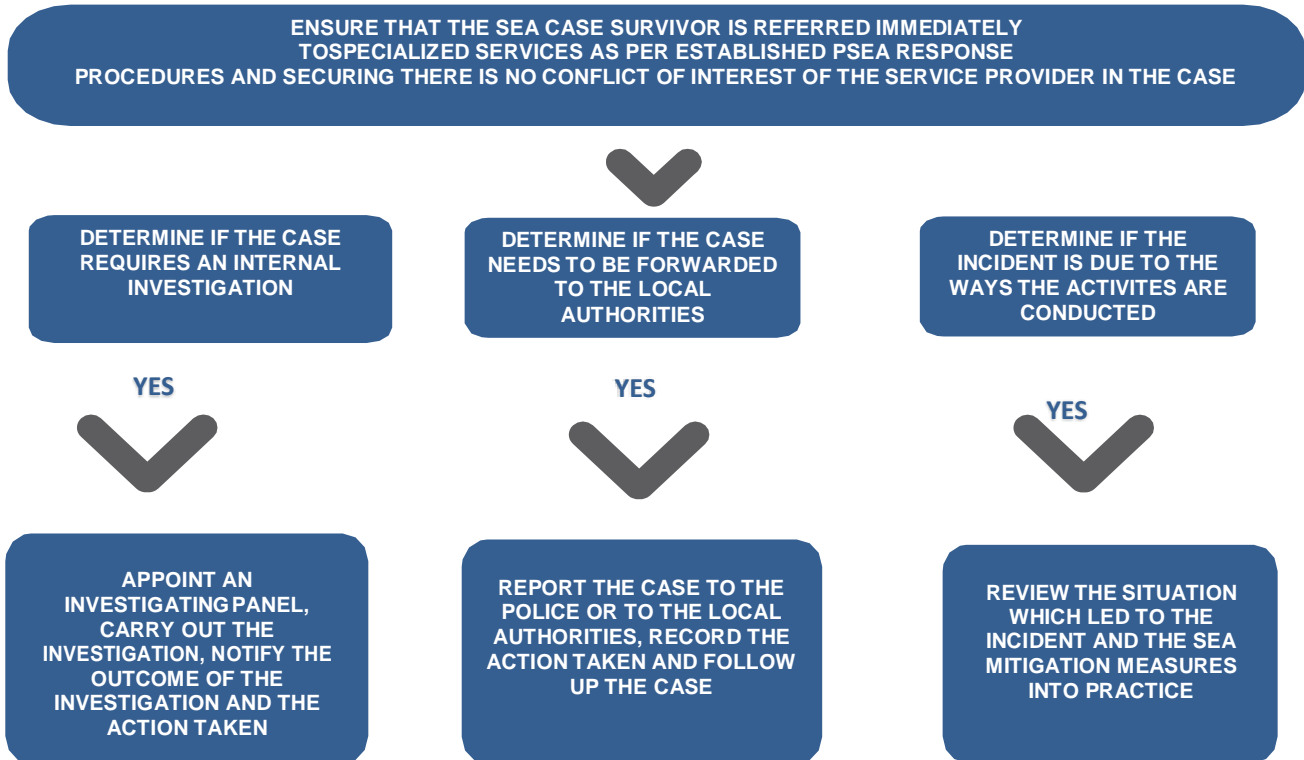 ENSURE THAT THE SEA CASE SURVIVOR IS REFERRED IMMEDIATELY
TOSPECIALIZED SERVICES AS PER ESTABLISHED PSEA RESPONSE
PROCEDURES AND SECURING THERE IS NO CONFLICT OF INTEREST OF THE SERVICE PROVIDER IN THE CASE
DETERMINE IF THE CASE
REQUIRES AN INTERNAL
INVESTIGATION
DETERMINE IF THE CASE
NEEDS TO BE FORWARDED
TO THE LOCAL
AUTHORITIES
DETERMINE IF THE
INCIDENT IS DUE TO THE
WAYS THE ACTIVITES ARE
CONDUCTED
YES
YES
YES
APPOINT AN
INVESTIGATING PANEL,
CARRY OUT THE
INVESTIGATION, NOTIFY THE
OUTCOME OF THE
INVESTIGATION AND THE
ACTION TAKEN
REPORT THE CASE TO THE
POLICE OR TO THE LOCAL
AUTHORITIES, RECORD THE
ACTION TAKEN AND FOLLOW
UP THE CASE
REVIEW THE SITUATION
WHICH LED TO THE
INCIDENT AND THE SEA
MITIGATION MEASURES
INTO PRACTICE